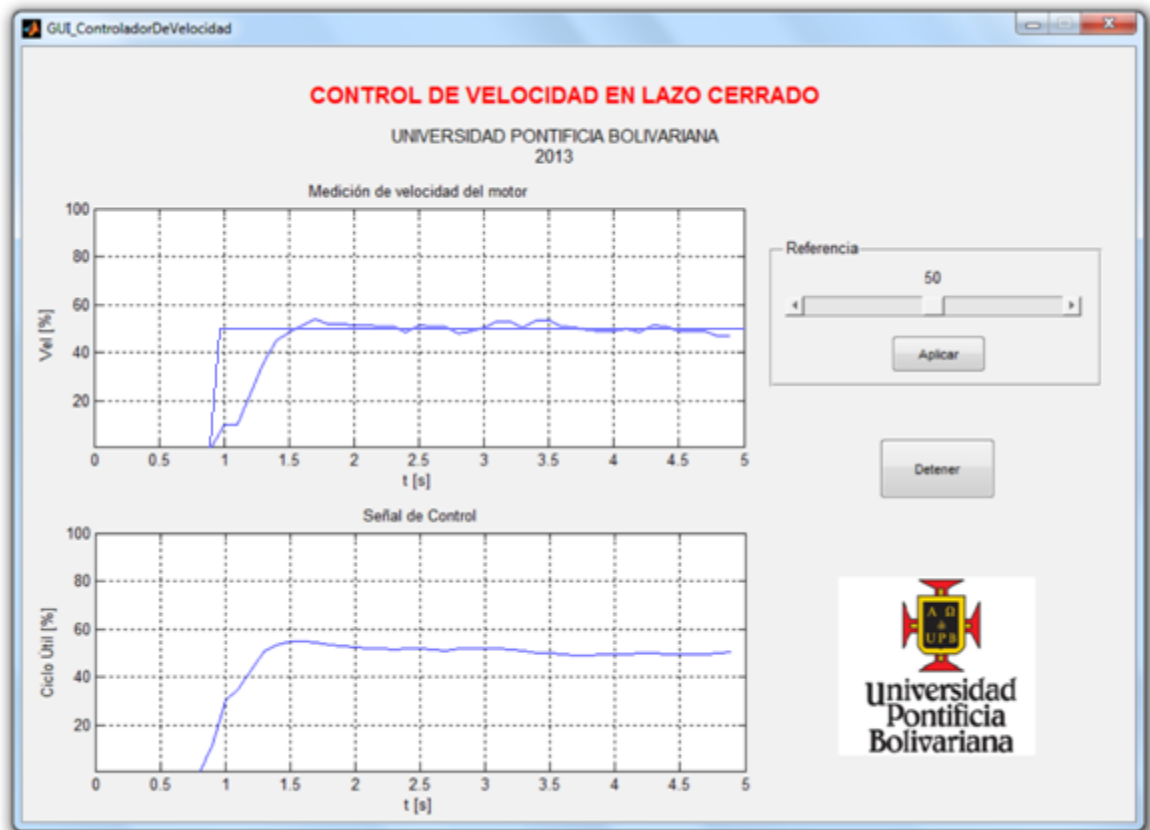 GUI_ControladorDeVelocidad
CONTROL DE VELOCIDAD EN LAZO CERRADO
UNIVERSIDAD PONTIFICIA BOLIVARIANA
2013
Medición de velocidad del motor
100
80
60
40
20
Vel [%]
0 0.5 1 1.5 2 2.5 3 3.5 4 4.5 5
t [s]
Referencia
50
Aplicar
Detener
Señal de Control
100
80
60
40
20
Ciclo Útil [%]
0 0.5 1 1.5 2 2.5 3 3.5 4 4.5 5
t [s]
Α Ω
UPB
Universidad
Pontificia
Bolivariana